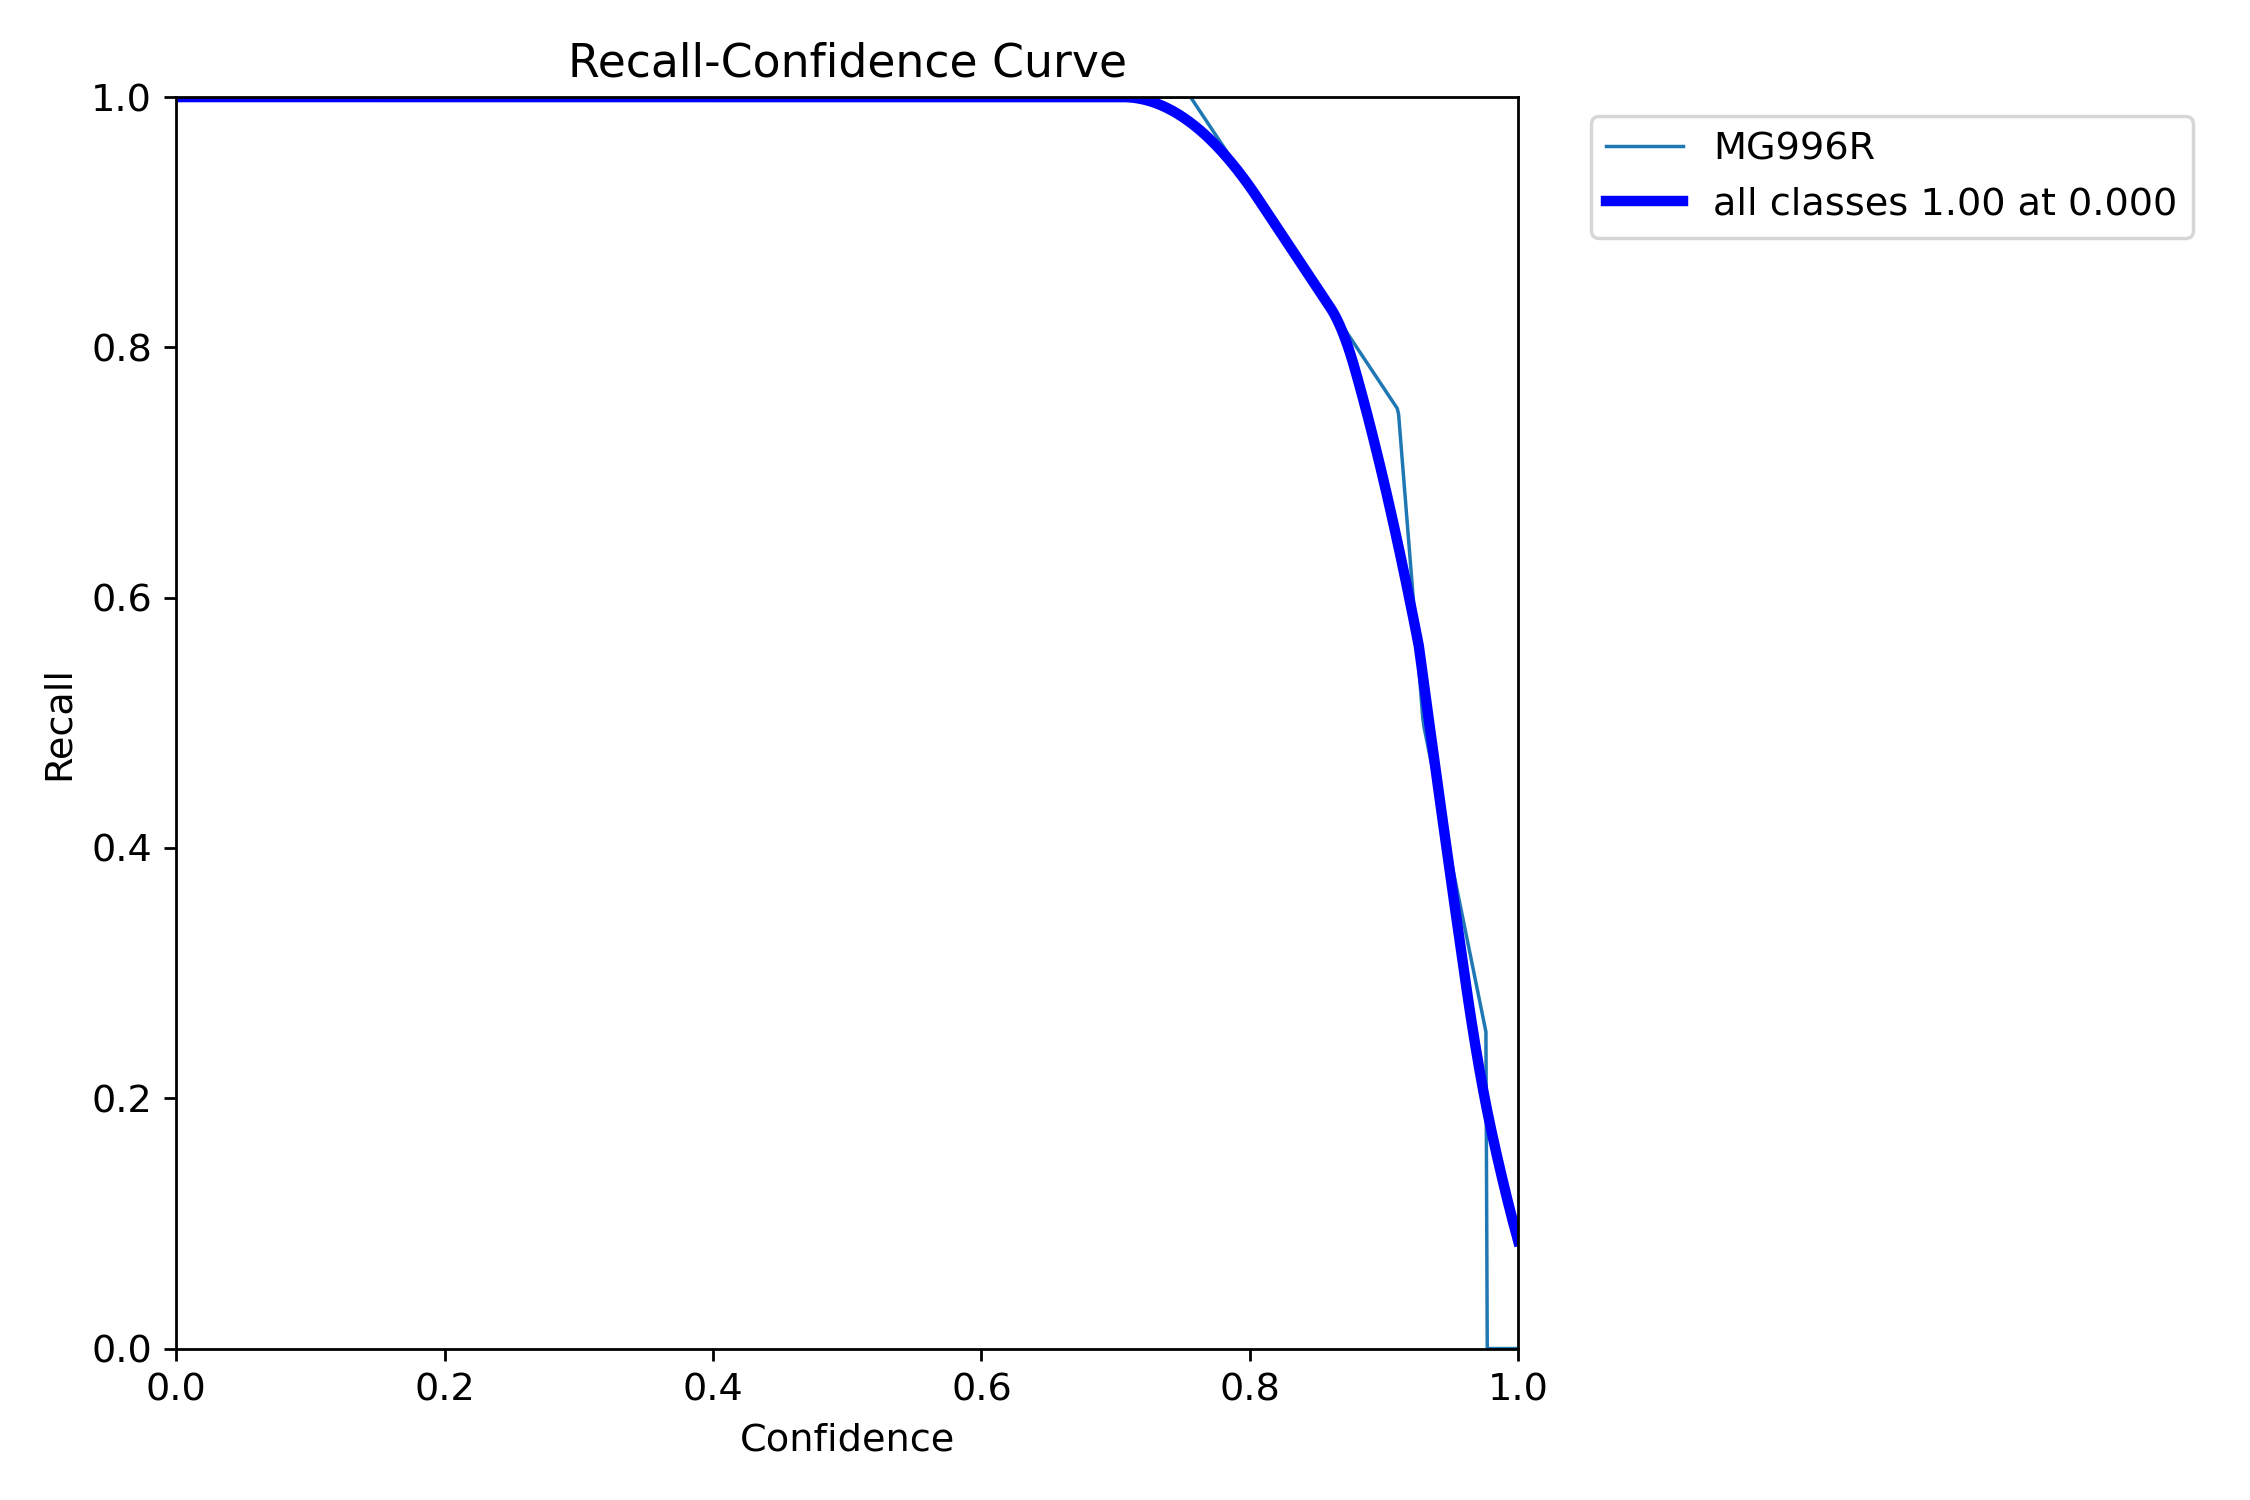 Recall-Confidence Curve
MG996R
all classes 1.00 at 0.000
1.0
0.8
0.6
0.4
0.2
0.0
Recall
0.0 0.2 0.4 0.6 0.8 1.0
Confidence